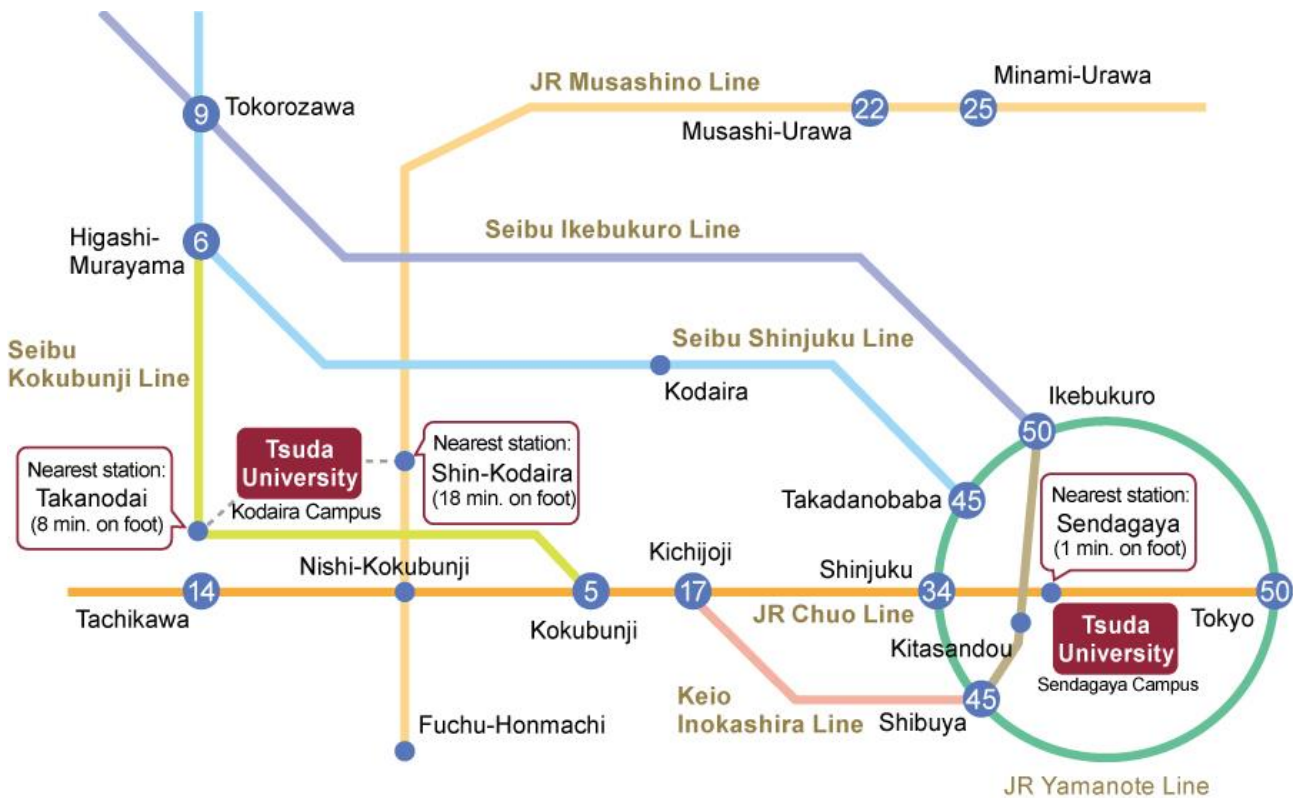 JR Musashino Line
Minami-Urawa
9
Tokorozawa
22
25
Musashi-Urawa
Higashi-
Murayama
6
Seibu Ikebukuro Line
Seibu
Kokubunji Line
Seibu Shinjuku Line
Kodaira
Ikebukuro
50
Nearest station:
Takanodai
(8 min. on foot)
Tsuda
University
Kodaira Campus
Nearest station:
Shin-Kodaira
(18 min. on foot)
Takadanobaba
45
Nearest station:
Sendagaya
(1 min. on foot)
Nishi-Kokubunji
Kichijoji
Shinjuku
14
5
17
34
50
Tachikawa
Kokubunji
JR Chuo Line
Tokyo
Kitasandou
Tsuda
University
Sendagaya Campus
Keio
Inokashira Line
45
Shibuya
Fuchu-Honmachi
JR Yamanote Line